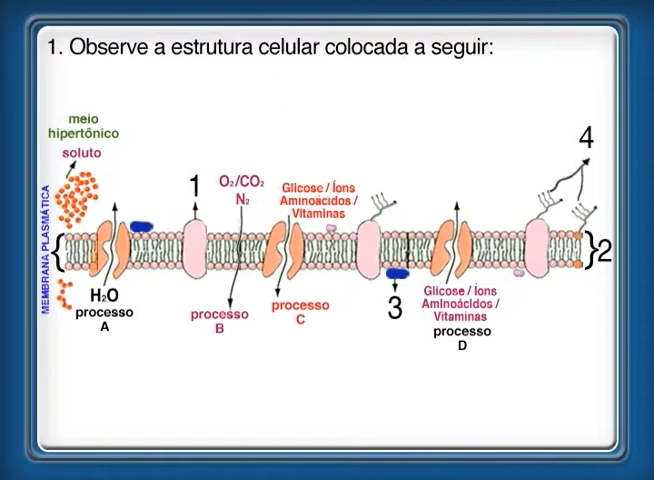 1. Observe a estrutura celular colocada a seguir:
meio
hipertônico
soluto
MEMBRANA PLASMÁTICA
{
H₂O
processo
A
1
O₂/CO₂
N₂
processo
B
Glicose / Íons
Aminoácidos /
Vitaminas
processo
C
3
Glicose / Íons
Aminoácidos /
Vitaminas
processo
D
4
}2